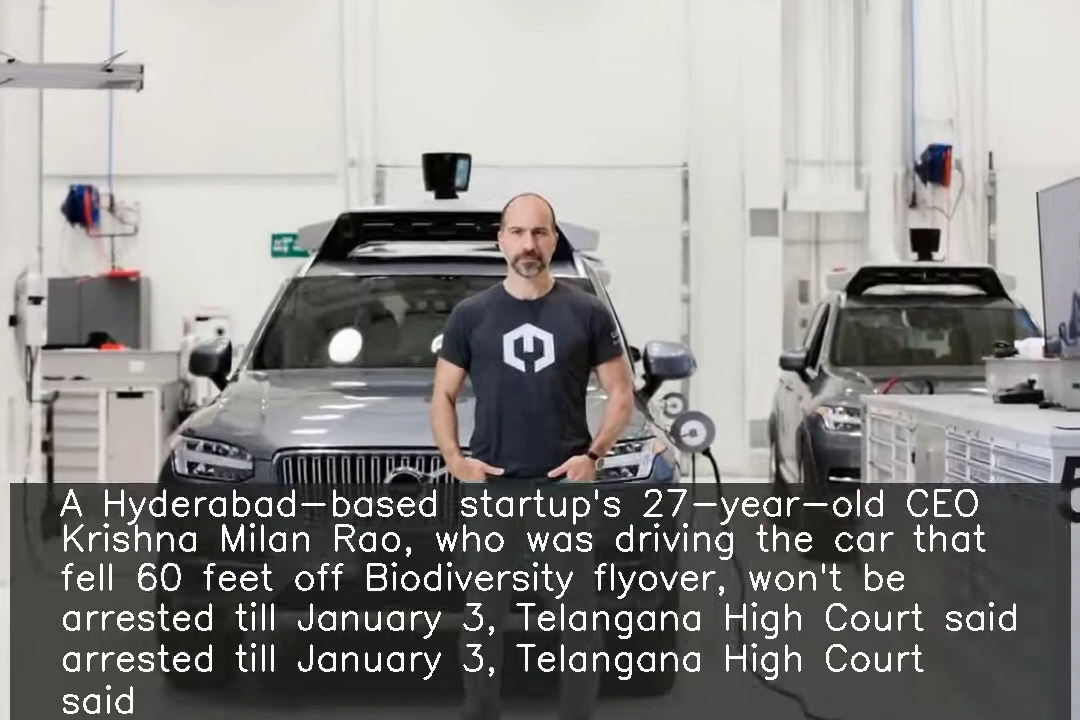 A Hyderabad-based startup's 27-year-old CEO
Krishna Milan Rao, who was driving the car that
fell 60 feet off Biodiversity flyover, won't be
arrested till January 3, Telangana High Court said
arrested till January 3, Telangana High Court
said